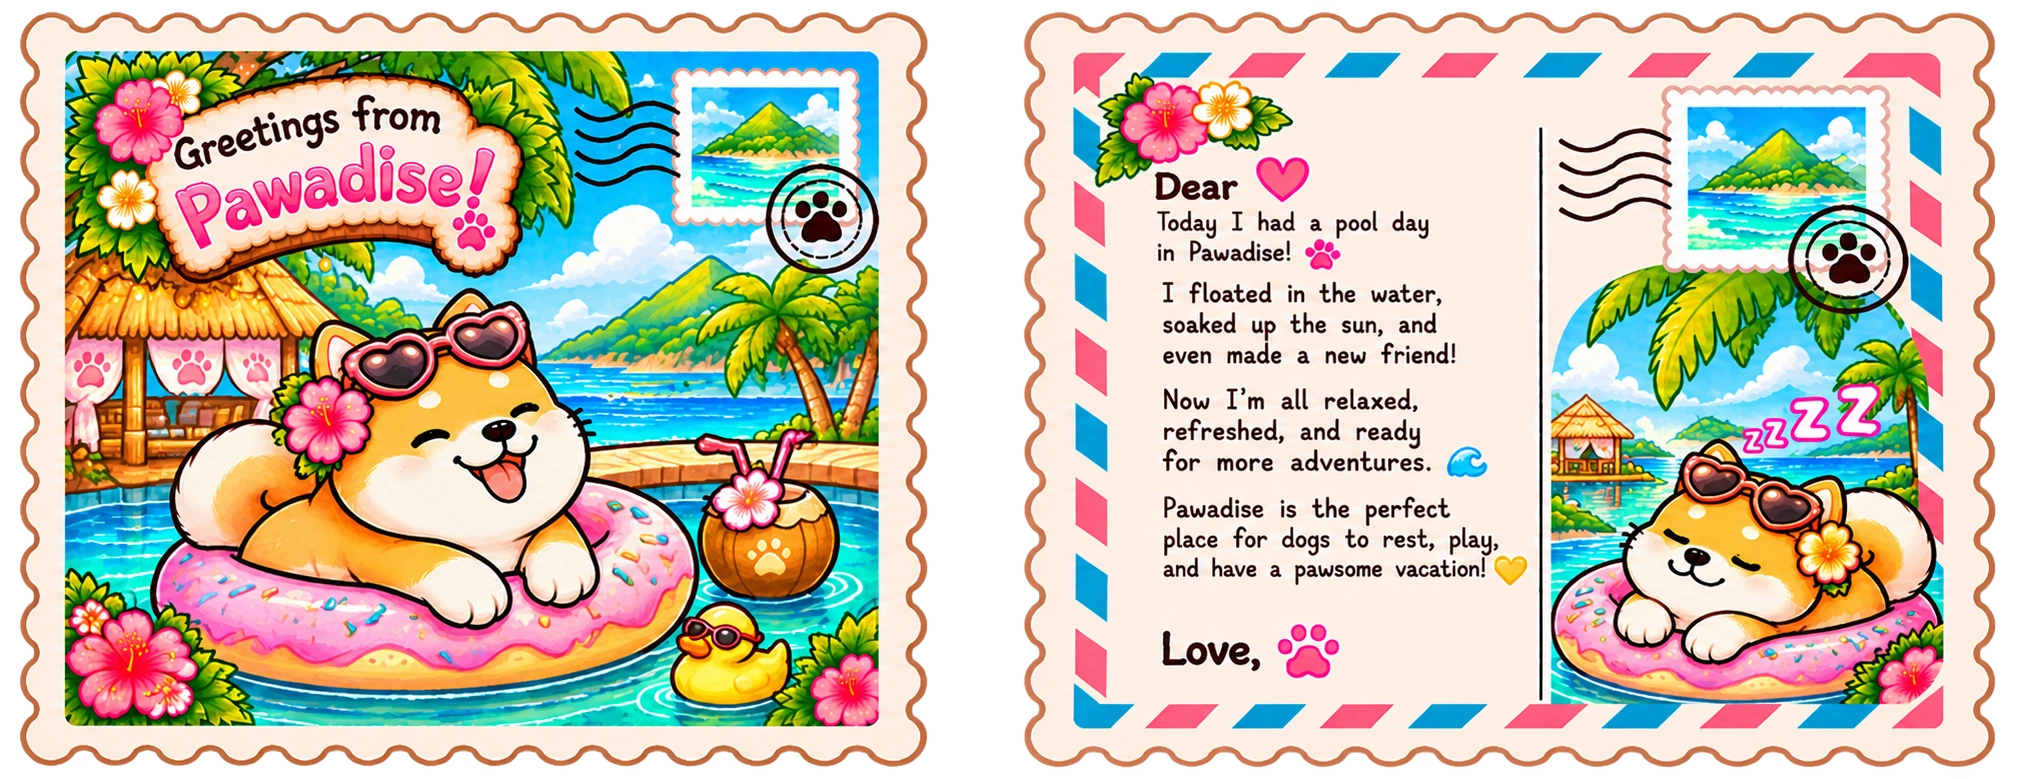 Greetings from
Pawadise!
Dear
Today I had a pool day
in Pawadise!
I floated in the water,
soaked up the sun, and
even made a new friend!
Now I'm all relaxed,
refreshed, and ready
for more adventures.
Pawadise is the perfect
place for dogs to rest, play,
and have a pawsome vacation!
Love,
zzZZ